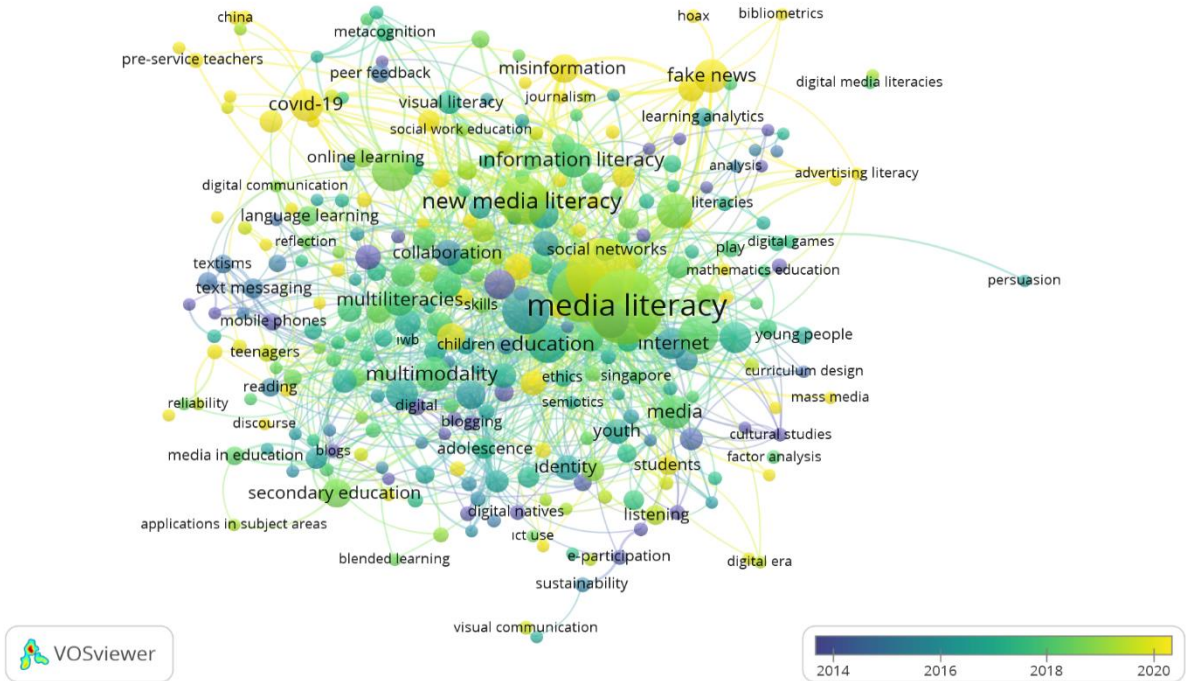 china
hoax
bibliometrics
metacognition
pre-service teachers
peer feedback
misinformation
fake news
digital media literacies
covıd-19
visual literacy
journalism
learning analytics
social work education
online learning
ınformation literacy
analysis
advertising literacy
digital communication
new media literacy
literacies
language learning
reflection
collaboration
social networks
play
digital games
textisms
mathematics education
persuasion
text messaging
multiliteracies
skills
media literacy
mobile phones
ıwb
children
education
internet
young people
teenagers
multimodality
ethics
singapore
curriculum design
reading
semiotics
mass media
reliability
digital
blogging
media
discourse
youth
cultural studies
media in education
blogs
adolescence
identity
students
factor analysis
secondary education
digital natives
listening
applications in subject areas
ıct use
blended learning
e-participation
digital era
sustainability
visual communication
VOSviewer
2014
2016
2018
2020